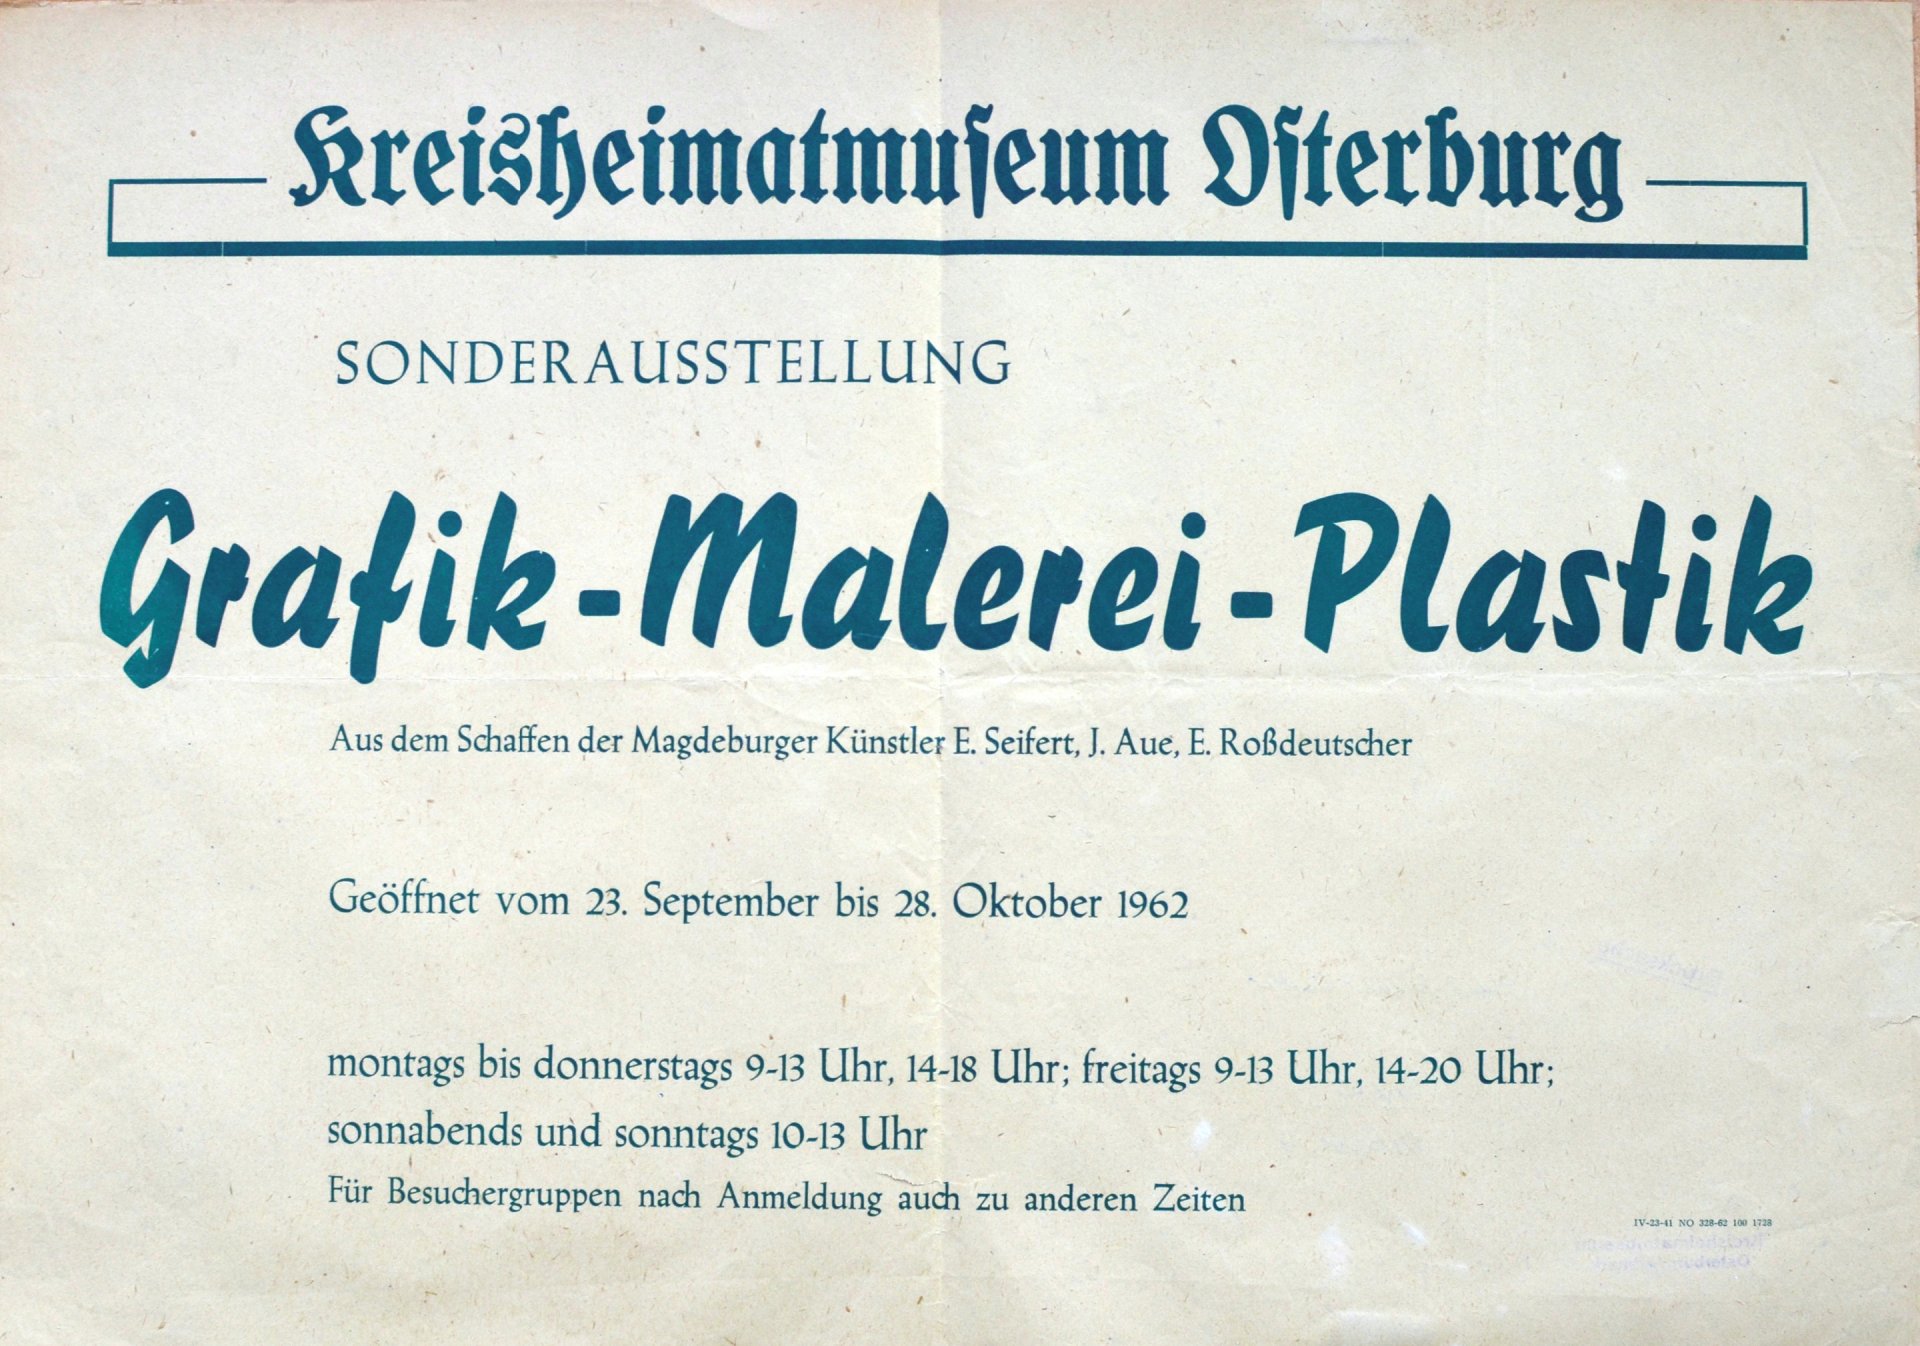 Kreisheimatmuseum Osterburg
SONDERAUSSTELLUNG
Grafik-Malerei-Plastik
Aus dem Schaffen der Magdeburger Künstler E. Seifert, J. Aue, E. Roßdeutscher
Geöffnet vom 23. September bis 28. Oktober 1962
montags bis donnerstags 9-13 Uhr, 14-18 Uhr; freitags 9-13 Uhr, 14-20 Uhr;
sonnabends und sonntags 10-13 Uhr
Für Besuchergruppen nach Anmeldung auch zu anderen Zeiten
IV-23-41 NO 328-62 100 1728